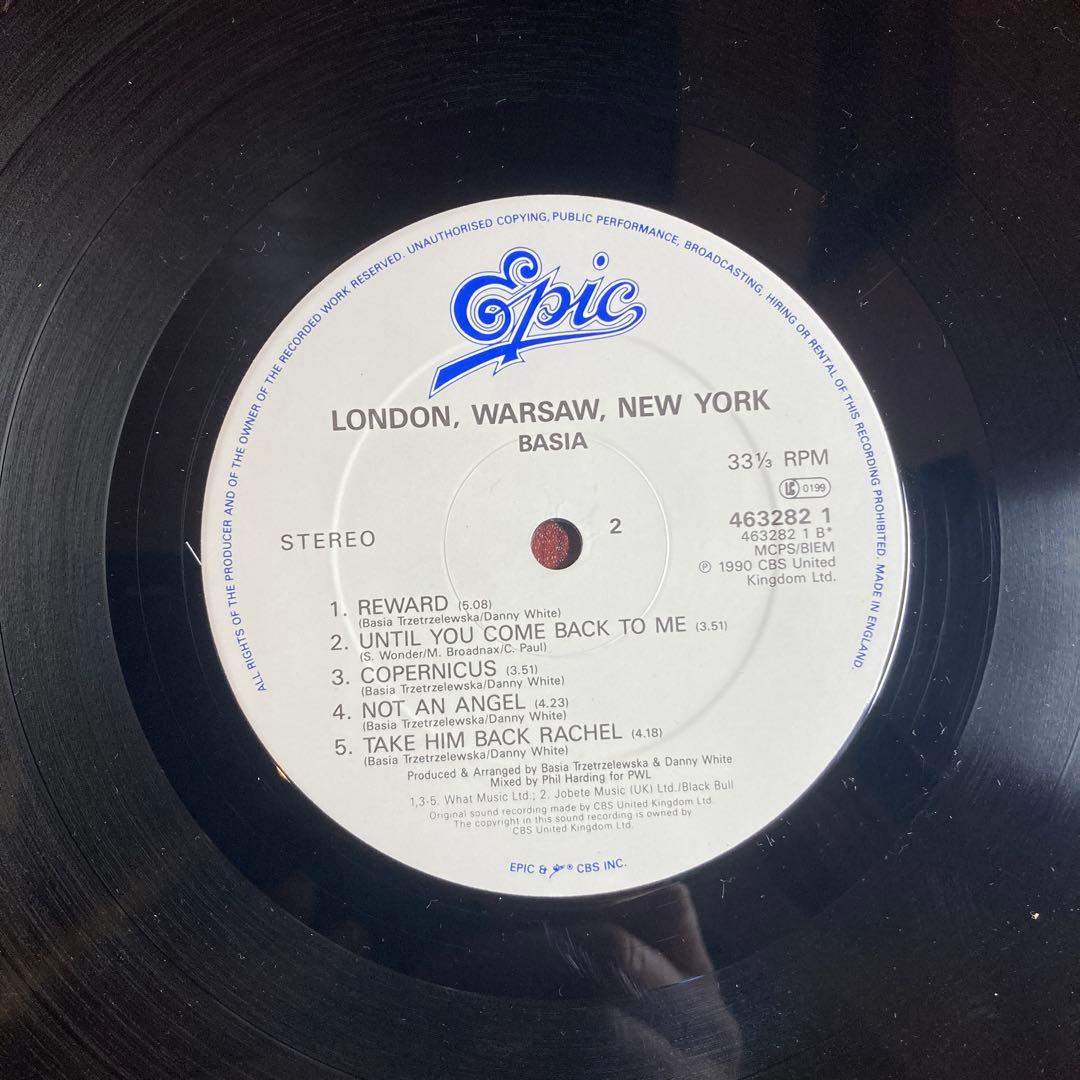 ALL RIGHTS OF THE PRODUCER AND OF THE OWNER OF THE RECORDED WORK RESERVED. UNAUTHORISED COPYING, PUBLIC PERFORMANCE, BROADCASTING, HIRING OR RENTAL OF THIS RECORDING PROHIBITED. MADE IN ENGLAND.
Epic
LONDON, WARSAW, NEW YORK
BASIA
33⅓ RPM
LC 0199
STEREO
2
463282 1
463282 1 B*
MCPS/BIEM
℗ 1990 CBS United
Kingdom Ltd.
1. REWARD (5.08)
(Basia Trzetrzelewska/Danny White)
2. UNTIL YOU COME BACK TO ME (3.51)
(S. Wonder/M. Broadnax/C. Paul)
3. COPERNICUS (3.51)
(Basia Trzetrzelewska/Danny White)
4. NOT AN ANGEL (4.23)
(Basia Trzetrzelewska/Danny White)
5. TAKE HIM BACK RACHEL (4.18)
(Basia Trzetrzelewska/Danny White)
Produced & Arranged by Basia Trzetrzelewska & Danny White
Mixed by Phil Harding for PWL
1,3-5. What Music Ltd.; 2. Jobete Music (UK) Ltd./Black Bull
Original sound recording made by CBS United Kingdom Ltd.
The copyright in this sound recording is owned by
CBS United Kingdom Ltd.
EPIC & ® CBS INC.